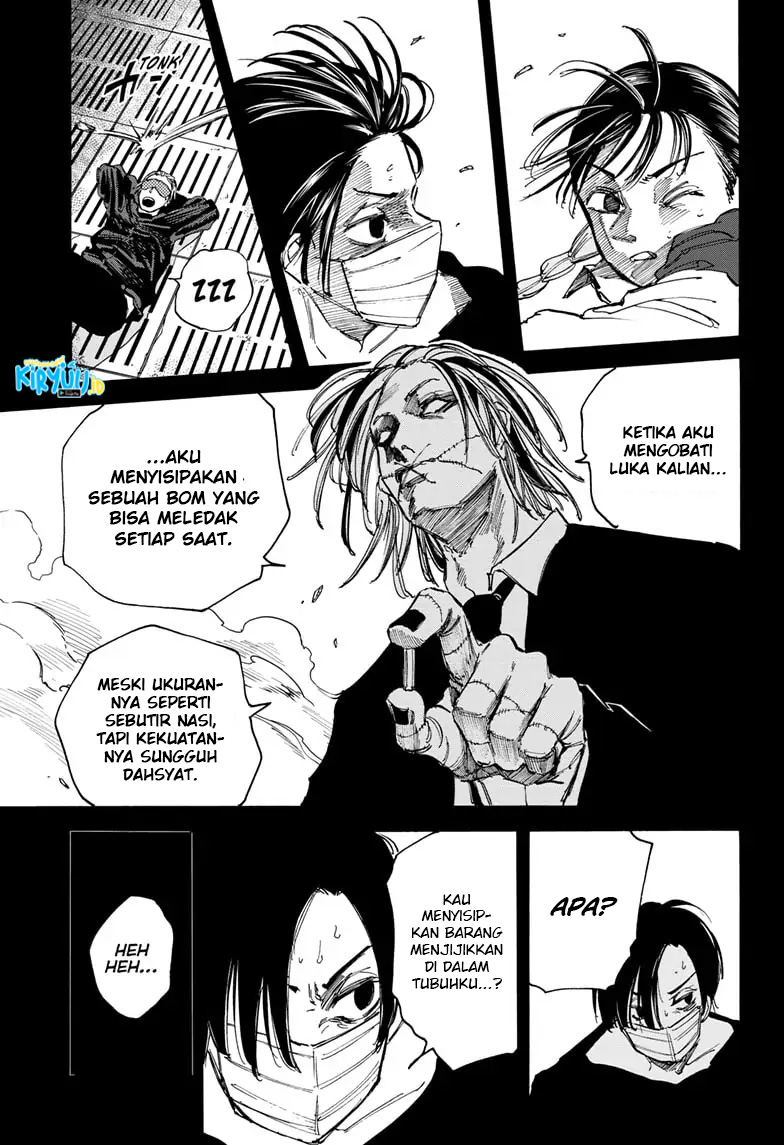 TONK
ZZZ
KETIKA AKU
MENGOBATI
LUKA KALIAN...
...AKU
MENYISIPAKAN
SEBUAH BOM YANG
BISA MELEDAK
SETIAP SAAT.
MESKI UKURAN-
NYA SEPERTI
SEBUTIR NASI,
TAPI KEKUATAN-
NYA SUNGGUH
DAHSYAT.
APA?
KAU
MENYISIP-
KAN BARANG
MENJIJIKKAN
DI DALAM
TUBUHKU...?
HEH
HEH...
KIRYUU.ID